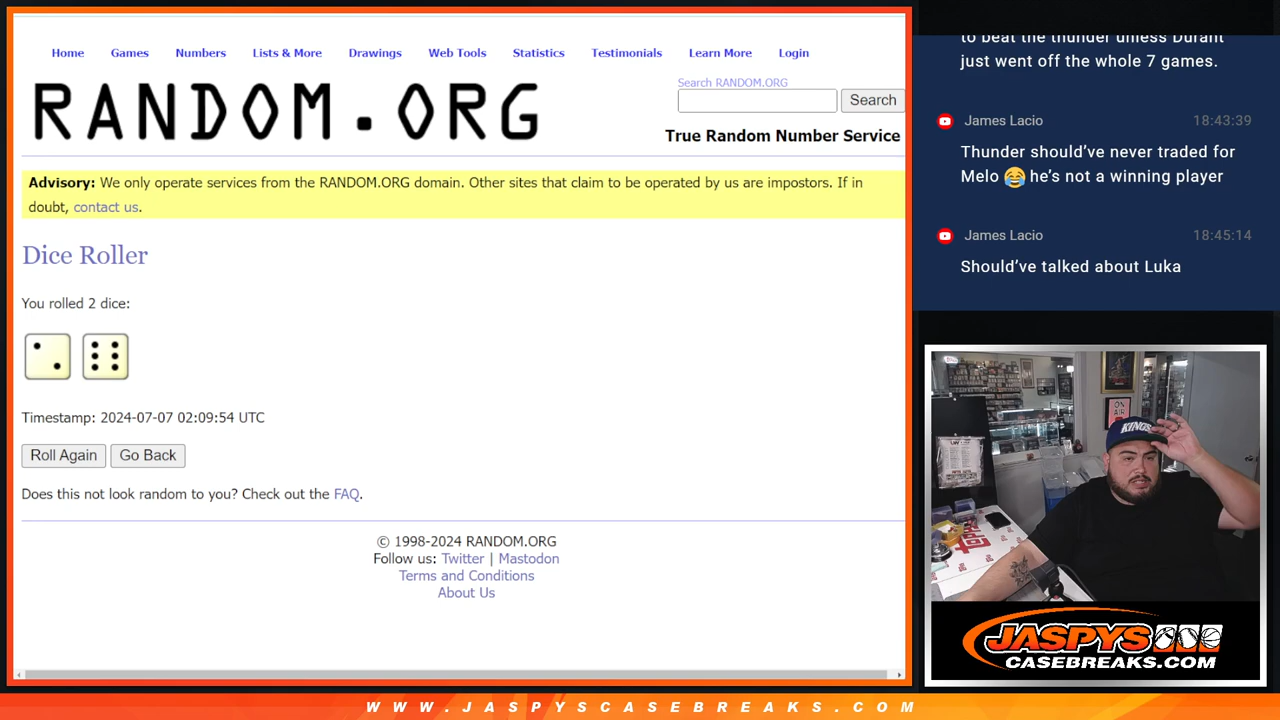 Home Games Numbers Lists & More Drawings Web Tools Statistics Testimonials Learn More Login
RANDOM.ORG
Search RANDOM.ORG
Search
True Random Number Service
Advisory: We only operate services from the RANDOM.ORG domain. Other sites that claim to be operated by us are impostors. If in
doubt, contact us.
Dice Roller
You rolled 2 dice:
Timestamp: 2024-07-07 02:09:54 UTC
Roll Again Go Back
Does this not look random to you? Check out the FAQ.
© 1998-2024 RANDOM.ORG
Follow us: Twitter | Mastodon
Terms and Conditions
About Us
to beat the thunder unless Durant
just went off the whole 7 games.
James Lacio 18:43:39
Thunder should’ve never traded for
Melo 😂 he’s not a winning player
James Lacio 18:45:14
Should’ve talked about Luka
ON
AIR
KINGS
JASPYS
CASEBREAKS.COM
WWW.JASPYSCASEBREAKS.COM